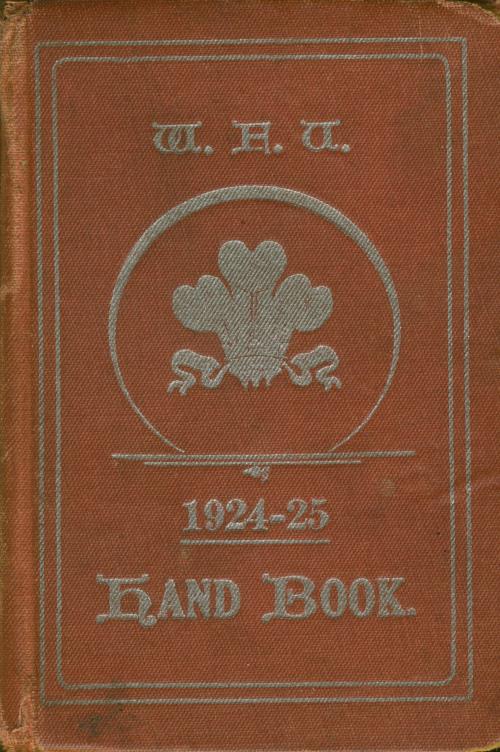 W. F. U.
1924-25
HAND BOOK.